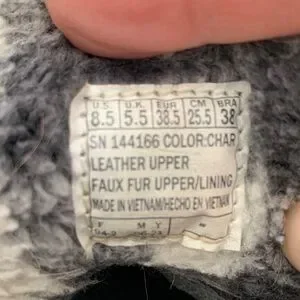 U.S. U.K. EUR CM BRA
8.5 5.5 38.5 25.5 38
SN 144166 COLOR:CHAR
LEATHER UPPER
FAUX FUR UPPER/LINING
MADE IN VIETNAM/HECHO EN VIETNAM
F M Y